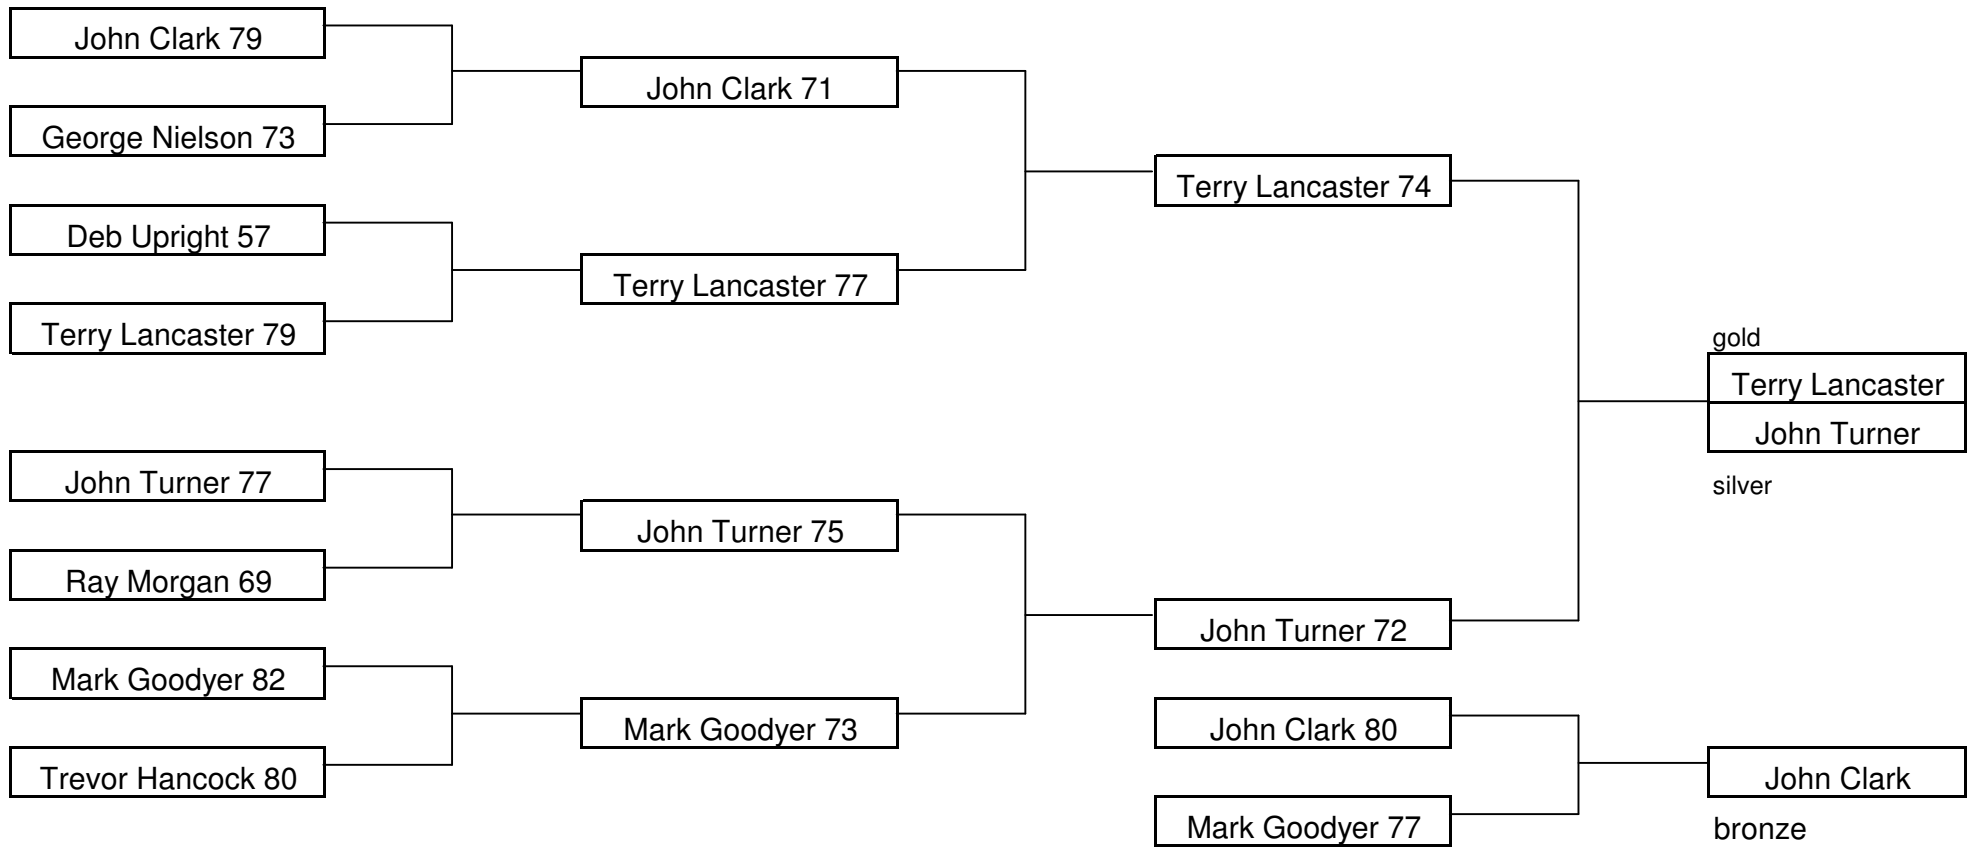 John Clark 79
George Nielson 73
Deb Upright 57
Terry Lancaster 79
John Turner 77
Ray Morgan 69
Mark Goodyer 82
Trevor Hancock 80
John Clark 71
Terry Lancaster 77
John Turner 75
Mark Goodyer 73
Terry Lancaster 74
John Turner 72
John Clark 80
Mark Goodyer 77
gold
Terry Lancaster
John Turner
silver
John Clark
bronze